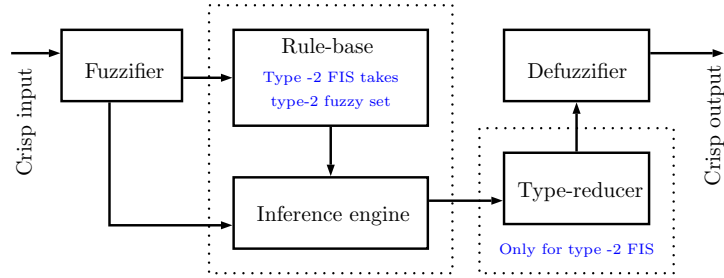 Crisp input
Fuzzifier
Rule-base
Type -2 FIS takes
type-2 fuzzy set
Inference engine
Defuzzifier
Type-reducer
Only for type -2 FIS
Crisp output